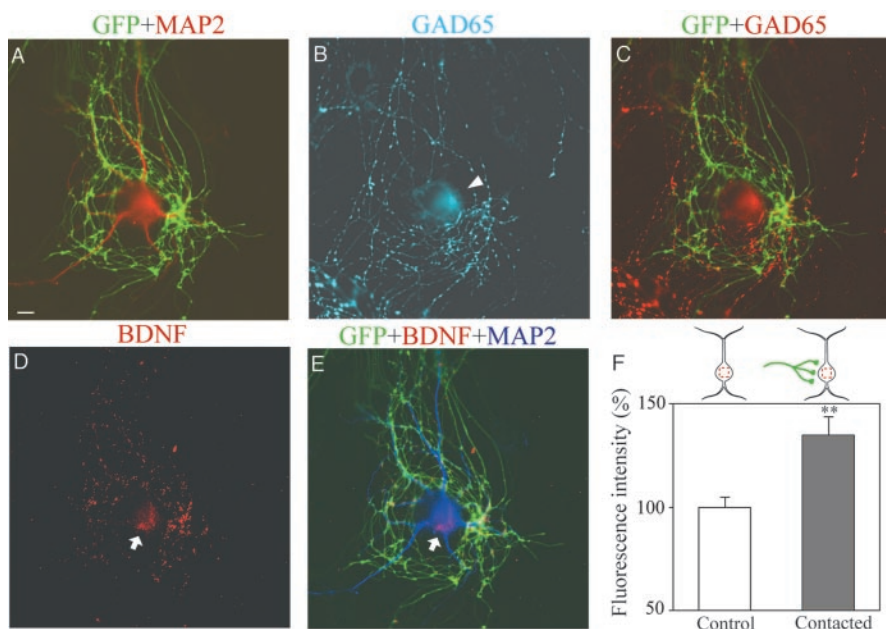 GFP+MAP2
GAD65
GFP+GAD65
A
B
C
BDNF
GFP+BDNF+MAP2
D
E
F
**
Fluorescence intensity (%)
150
100
50
Control
Contacted